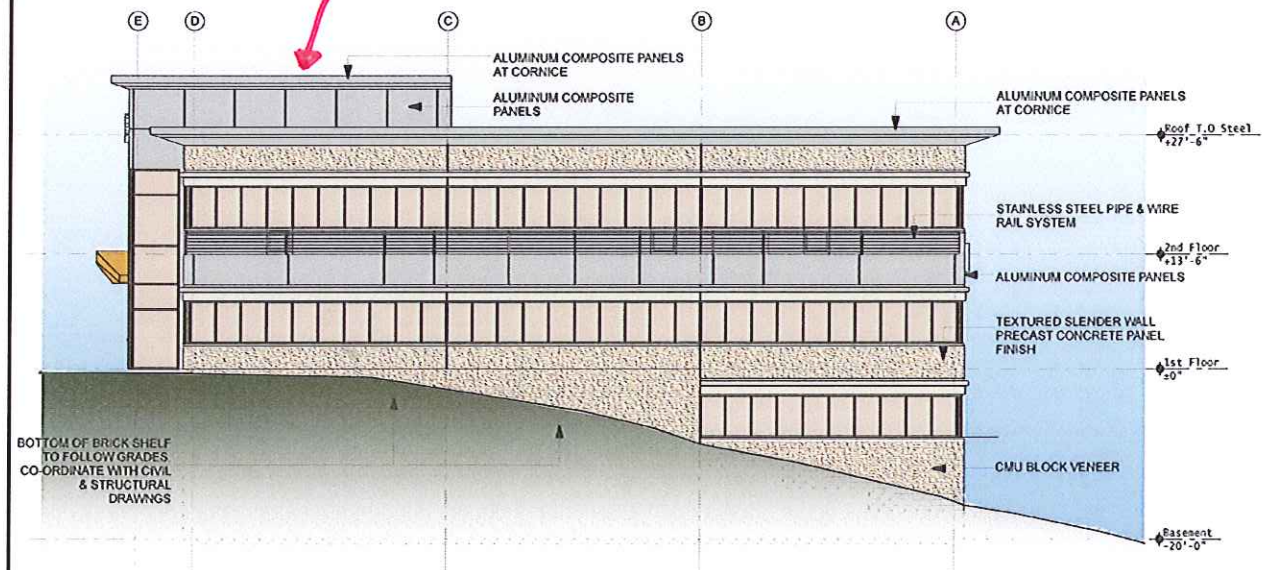 E D C B A
ALUMINUM COMPOSITE PANELS
AT CORNICE
ALUMINUM COMPOSITE
PANELS
ALUMINUM COMPOSITE PANELS
AT CORNICE
Roof T.O Steel
+27'-6"
STAINLESS STEEL PIPE & WIRE
RAIL SYSTEM
2nd Floor
+13'-6"
ALUMINUM COMPOSITE PANELS
TEXTURED SLENDER WALL
PRECAST CONCRETE PANEL
FINISH
1st Floor
±0"
BOTTOM OF BRICK SHELF
TO FOLLOW GRADES
CO-ORDINATE WITH CIVIL
& STRUCTURAL
DRAWNGS
CMU BLOCK VENEER
Basement
-20'-0"